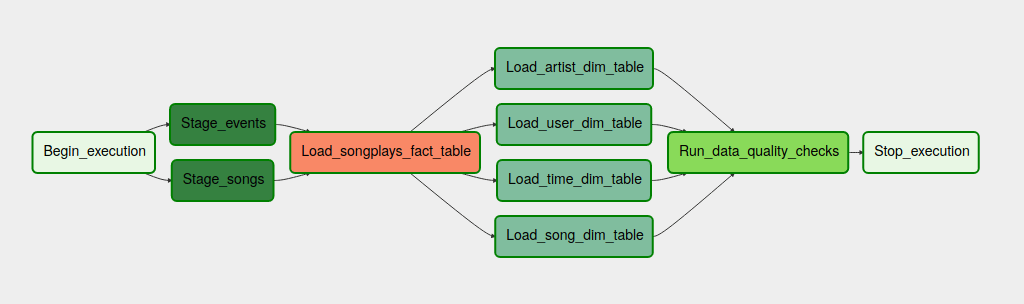 Begin_execution
Stage_events
Stage_songs
Load_songplays_fact_table
Load_artist_dim_table
Load_user_dim_table
Load_time_dim_table
Load_song_dim_table
Run_data_quality_checks
Stop_execution